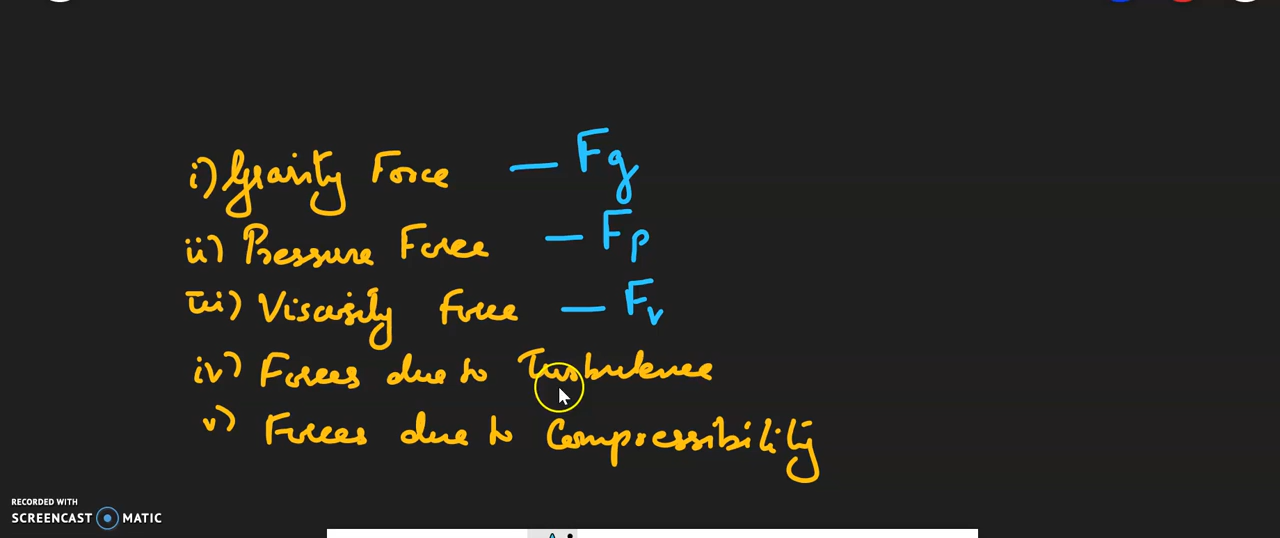 i) Gravity Force — Fg
ii) Pressure Force — Fp
iii) Viscosity Force — Fv
iv) Forces due to Turbulence
v) Forces due to Compressibility
RECORDED WITH
SCREENCAST MATIC